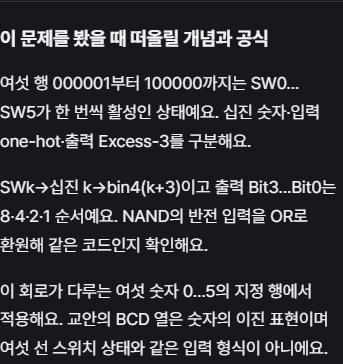 이 문제를 봤을 때 떠올릴 개념과 공식
여섯 행 000001부터 100000까지는 SW0…
SW5가 한 번씩 활성인 상태예요. 십진 숫자·입력
one-hot·출력 Excess-3를 구분해요.
SWk→십진 k→bin4(k+3)이고 출력 Bit3…Bit0는
8·4·2·1 순서예요. NAND의 반전 입력을 OR로
환원해 같은 코드인지 확인해요.
이 회로가 다루는 여섯 숫자 0…5의 지정 행에서
적용해요. 교안의 BCD 열은 숫자의 이진 표현이며
여섯 선 스위치 상태와 같은 입력 형식이 아니에요.